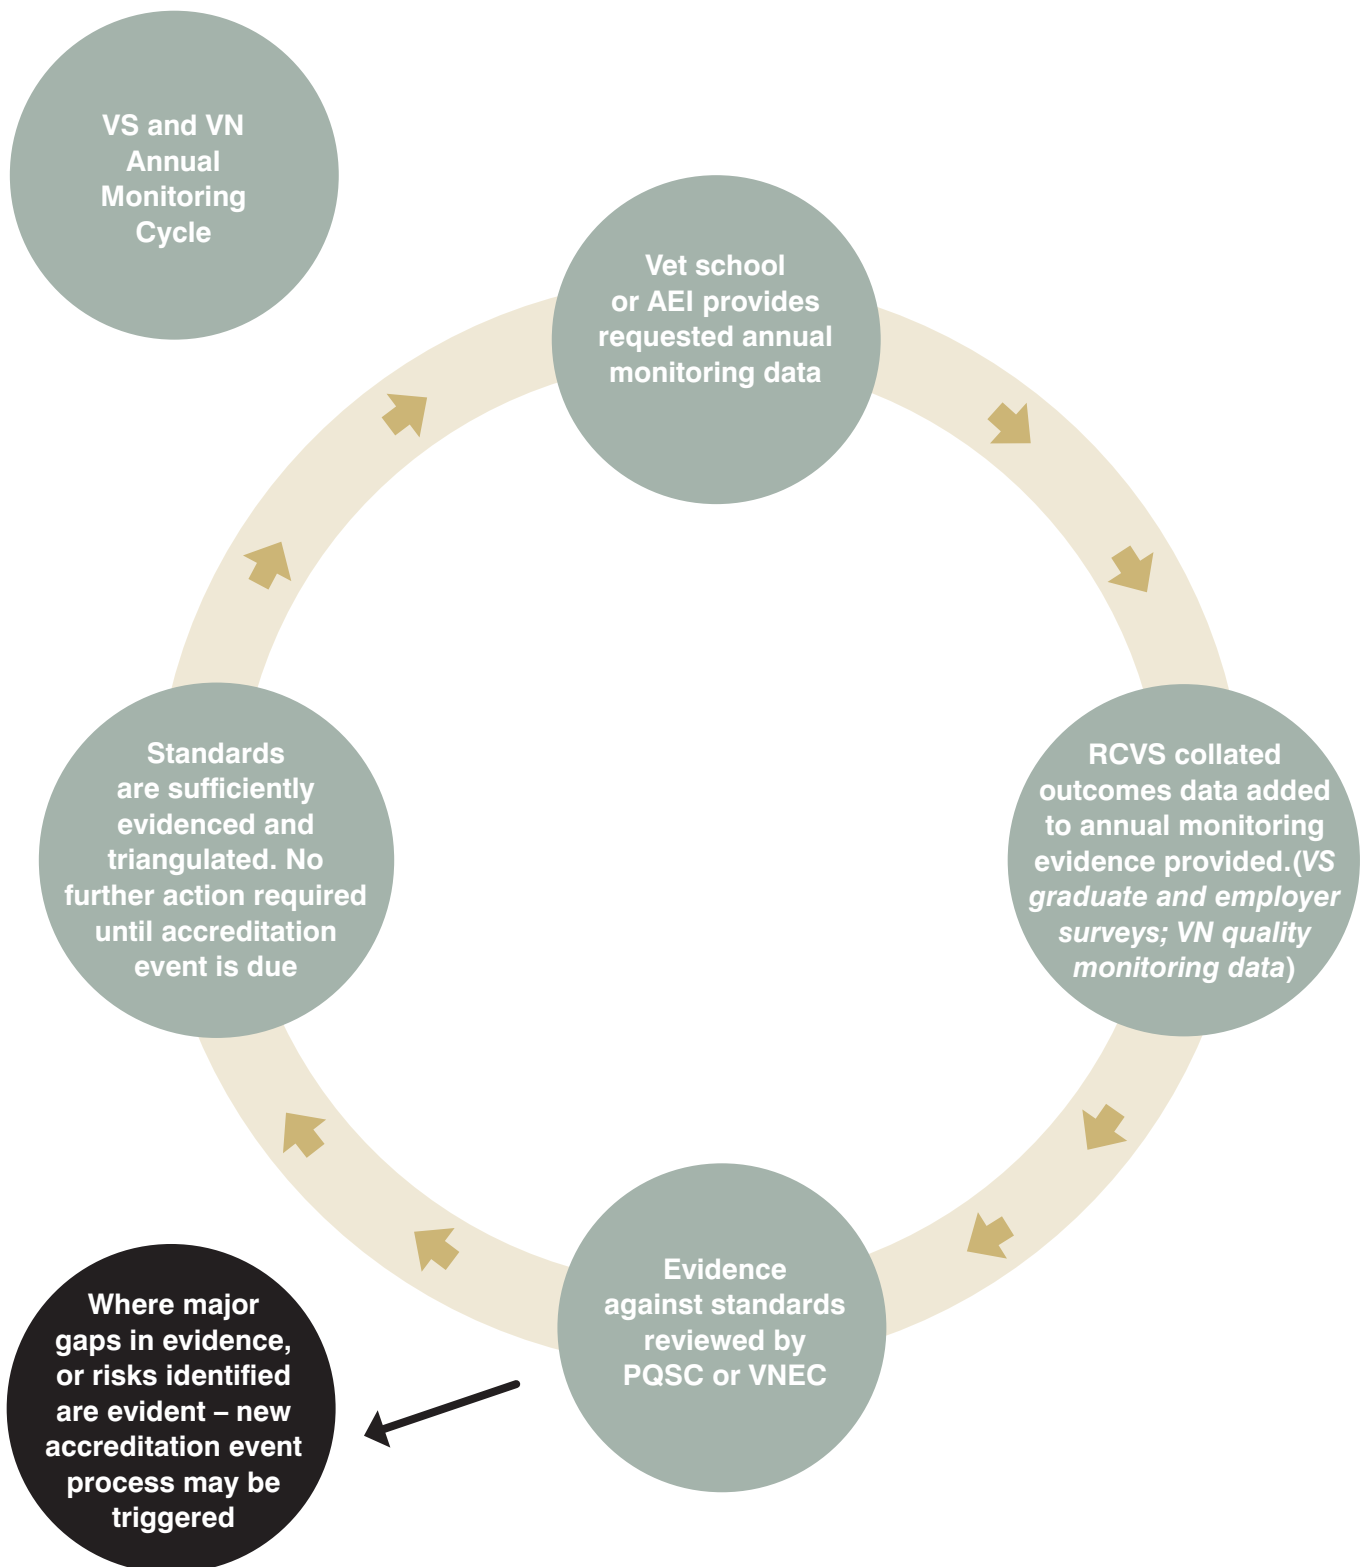 VS and VN
Annual
Monitoring
Cycle
Vet school
or AEI provides
requested annual
monitoring data
RCVS collated
outcomes data added
to annual monitoring
evidence provided.(VS
graduate and employer
surveys; VN quality
monitoring data)
Evidence
against standards
reviewed by
PQSC or VNEC
Standards
are sufficiently
evidenced and
triangulated. No
further action required
until accreditation
event is due
Where major
gaps in evidence,
or risks identified
are evident – new
accreditation event
process may be
triggered